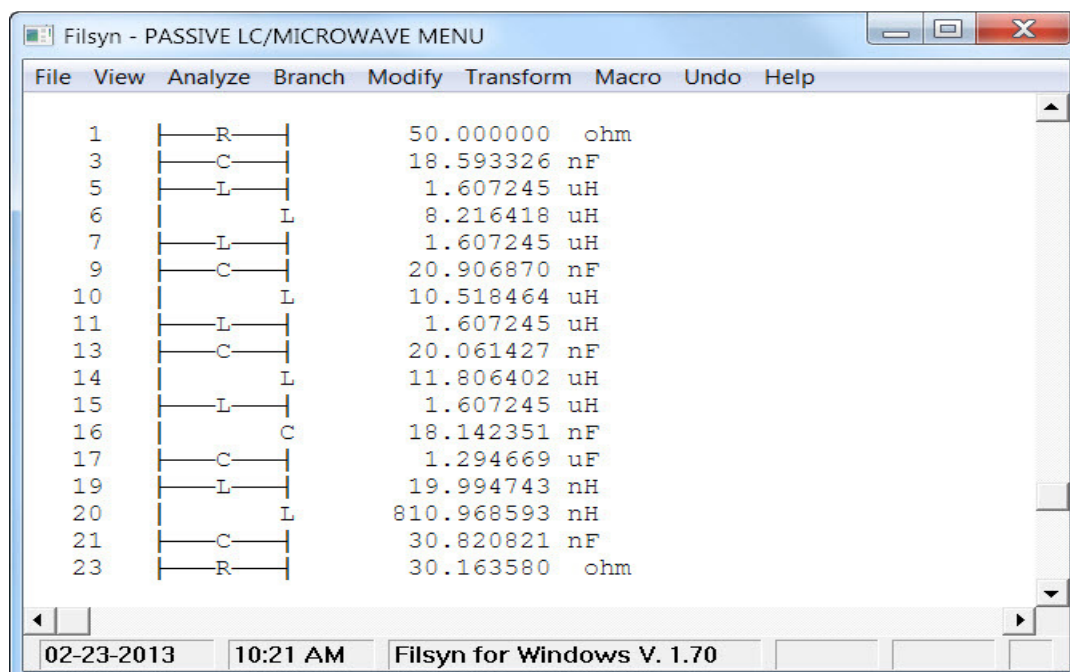 Filsyn - PASSIVE LC/MICROWAVE MENU
File View Analyze Branch Modify Transform Macro Undo Help
1 R 50.000000 ohm
3 C 18.593326 nF
5 L 1.607245 uH
6 L 8.216418 uH
7 L 1.607245 uH
9 C 20.906870 nF
10 L 10.518464 uH
11 L 1.607245 uH
13 C 20.061427 nF
14 L 11.806402 uH
15 L 1.607245 uH
16 C 18.142351 nF
17 C 1.294669 uF
19 L 19.994743 nH
20 L 810.968593 nH
21 C 30.820821 nF
23 R 30.163580 ohm
02-23-2013 10:21 AM Filsyn for Windows V. 1.70